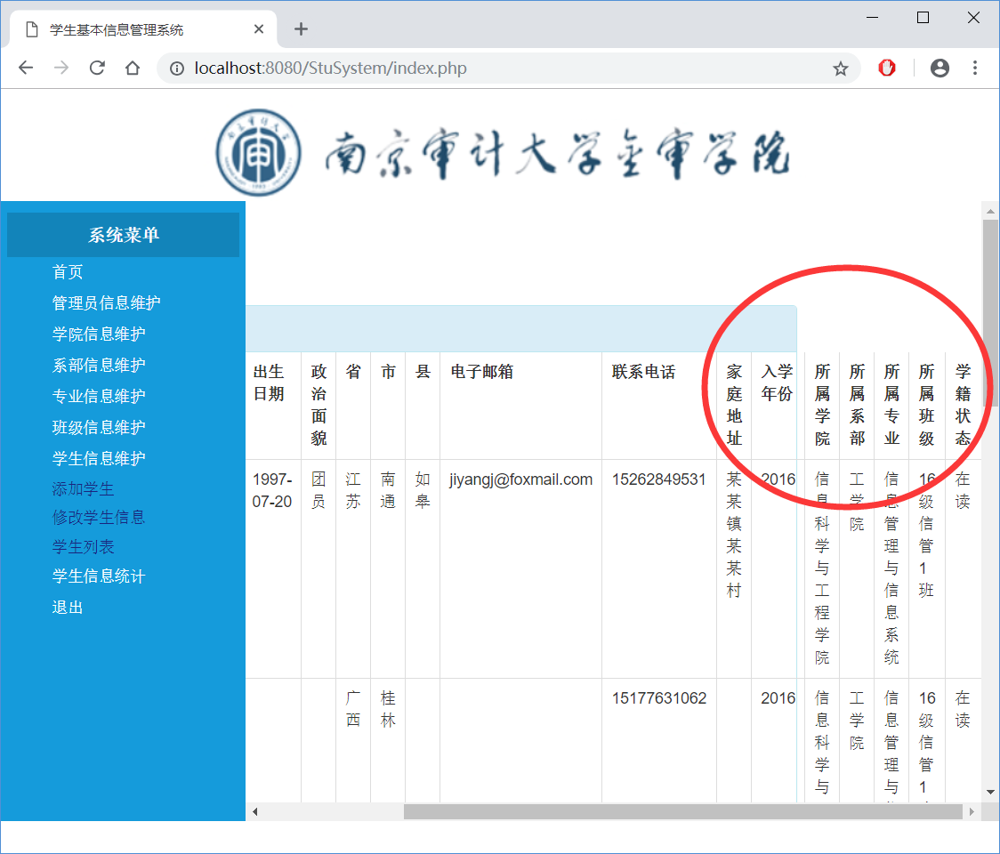 学生基本信息管理系统
localhost:8080/StuSystem/index.php
南京审计大学金审学院
系统菜单
首页
管理员信息维护
学院信息维护
系部信息维护
专业信息维护
班级信息维护
学生信息维护
添加学生
修改学生信息
学生列表
学生信息统计
退出
出生日期 政治面貌 省 市 县 电子邮箱 联系电话 家庭地址 入学年份 所属学院 所属系部 所属专业 所属班级 学籍状态
1997-07-20 团员 江苏 南通 如皋 jiyangj@foxmail.com 15262849531 某某镇某某村 2016 信息科学与工程学院 工学院 信息管理与信息系统 16级信管1班 在读
广西 桂林 15177631062 2016 信息科学与 工学院 信息管理与 16级信管1 在读